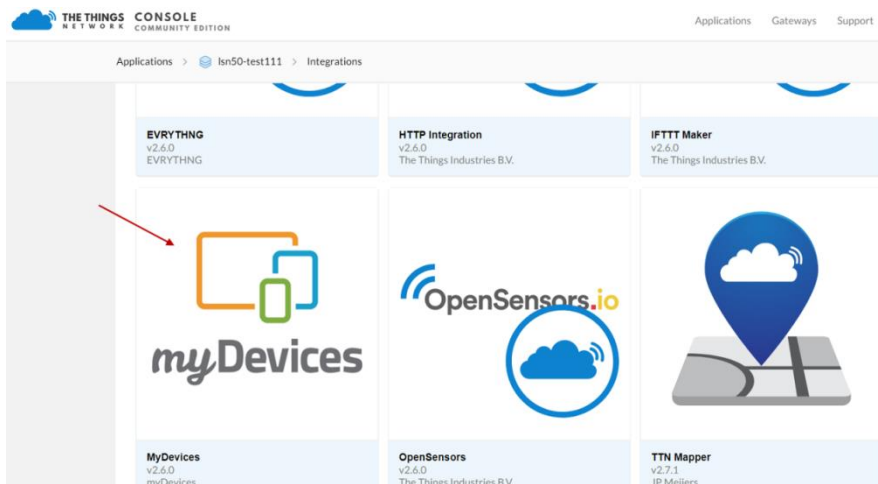 THE THINGS NETWORK CONSOLE COMMUNITY EDITION
Applications Gateways Support
Applications > lsn50-test111 > Integrations
EVRYTHNG
v2.6.0
EVRYTHNG
HTTP Integration
v2.6.0
The Things Industries B.V.
IFTTT Maker
v2.6.0
The Things Industries B.V.
myDevices
OpenSensors.io
MyDevices
v2.6.0
myDevices
OpenSensors
v2.6.0
The Things Industries B.V.
TTN Mapper
v2.7.1
JP Meijers